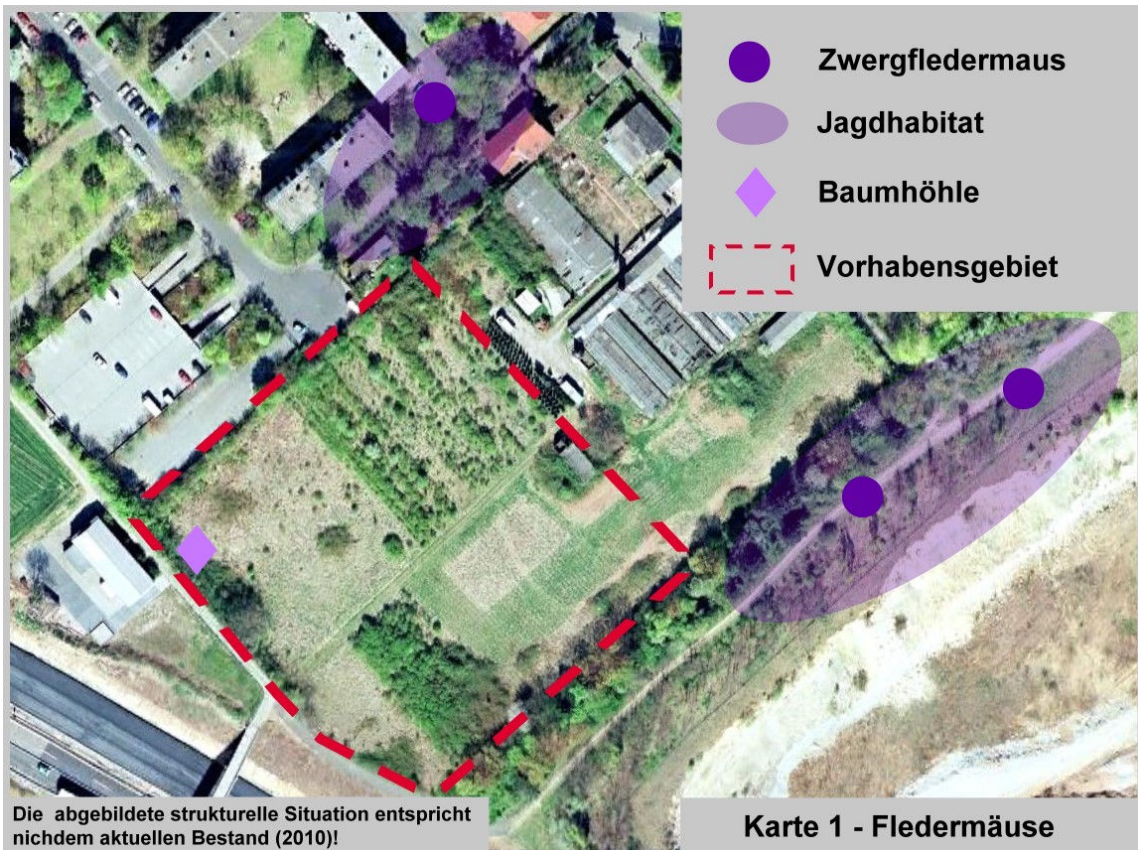 Zwergfledermaus
Jagdhabitat
Baumhöhle
Vorhabensgebiet
Die abgebildete strukturelle Situation entspricht
nichdem aktuellen Bestand (2010)!
Karte 1 - Fledermäuse